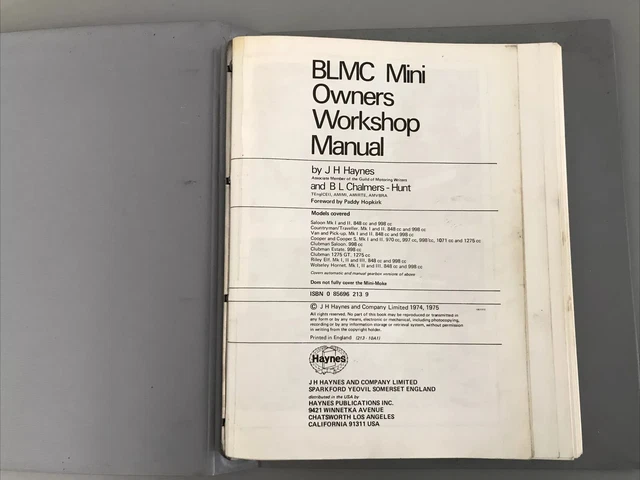 BLMC Mini
Owners
Workshop
Manual
by J H Haynes
Associate Member of the Guild of Motoring Writers
and B L Chalmers-Hunt
TEng(CEI), AMIMI, AMIRTE, AMVBRA
Foreword by Paddy Hopkirk
Models covered
Saloon Mk I and II. 848 cc and 998 cc
Countryman/Traveller. Mk I and II. 848 cc and 998 cc
Van and Pick-up. Mk I and II. 848 cc and 998 cc
Cooper and Cooper S. Mk I and II. 970 cc, 997 cc, 998 cc, 1071 cc and 1275 cc
Clubman Saloon. 998 cc
Clubman Estate. 998 cc
Clubman 1275 GT. 1275 cc
Riley Elf. Mk I, II and III. 848 cc and 998 cc
Wolseley Hornet. Mk I, II and III. 848 cc and 998 cc
Covers automatic and manual gearbox versions of above
Does not fully cover the Mini-Moke
ISBN 0 85696 213 9
© J H Haynes and Company Limited 1974, 1975
All rights reserved. No part of this book may be reproduced or transmitted in
any form or by any means, electronic or mechanical, including photocopying,
recording or by any information storage or retrieval system, without permission
in writing from the copyright holder.
Printed in England (213-10A1)
Haynes
J H HAYNES AND COMPANY LIMITED
SPARKFORD YEOVIL SOMERSET ENGLAND
distributed in the USA by
HAYNES PUBLICATIONS INC.
9421 WINNETKA AVENUE
CHATSWORTH LOS ANGELES
CALIFORNIA 91311 USA